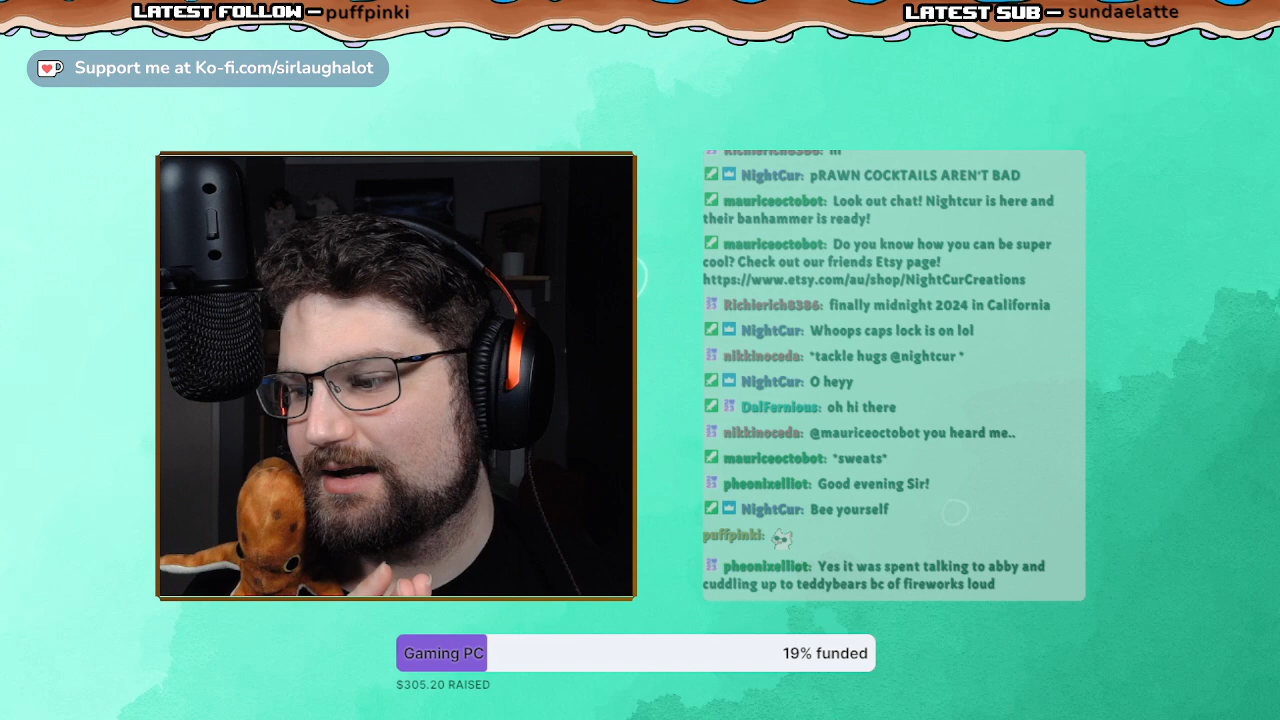 LATEST FOLLOW – puffpinki
LATEST SUB – sundaelatte
Support me at Ko-fi.com/sirlaughalot
Richierich8386: hi
NightCur: pRAWN COCKTAILS AREN'T BAD
mauriceoctobot: Look out chat! Nightcur is here and
their banhammer is ready!
mauriceoctobot: Do you know how you can be super
cool? Check out our friends Etsy page!
https://www.etsy.com/au/shop/NightCurCreations
Richierich8386: finally midnight 2024 in California
NightCur: Whoops caps lock is on lol
nikkinoceda: *tackle hugs @nightcur *
NightCur: O heyy
DalFernious: oh hi there
nikkinoceda: @mauriceoctobot you heard me..
mauriceoctobot: *sweats*
pheonixelliot: Good evening Sir!
NightCur: Bee yourself
puffpinki:
pheonixelliot: Yes it was spent talking to abby and
cuddling up to teddybears bc of fireworks loud
Gaming PC 19% funded
$305.20 RAISED